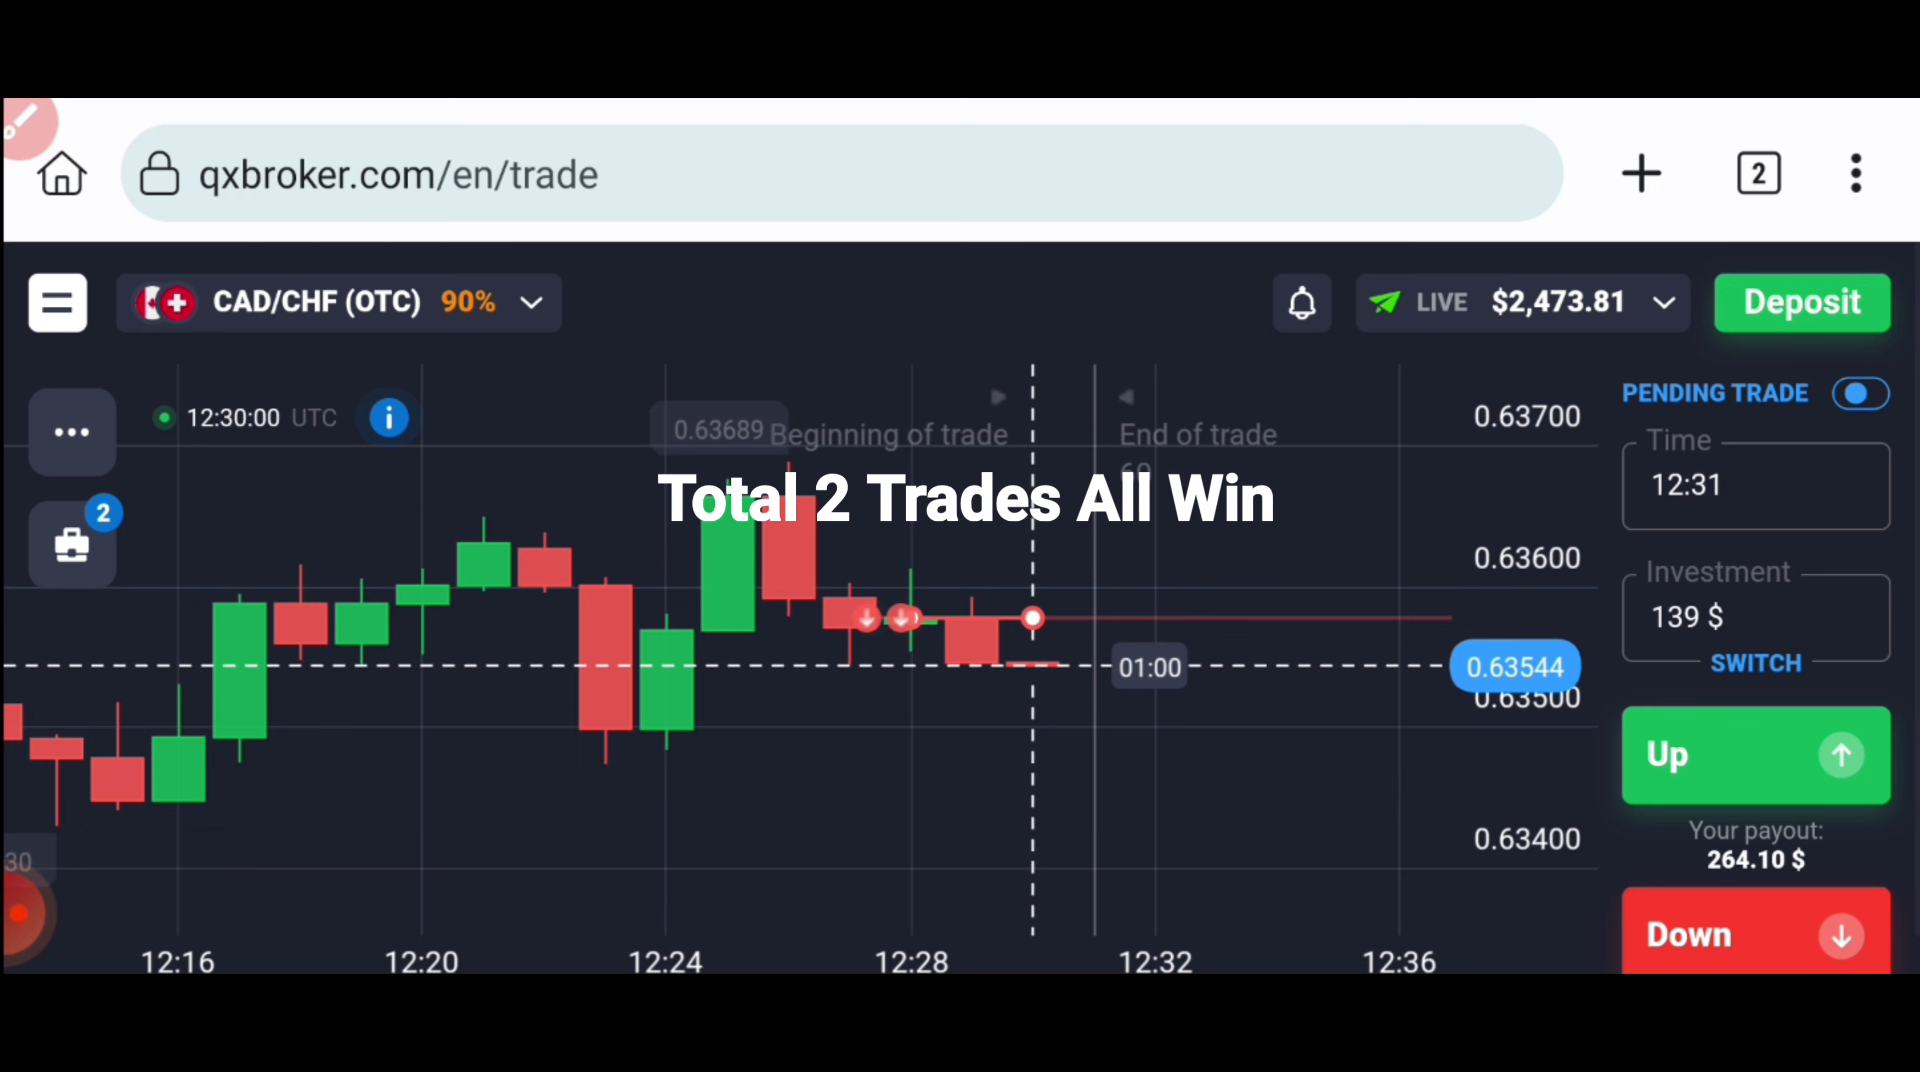 qxbroker.com/en/trade
2
CAD/CHF (OTC) 90%
LIVE $2,473.81
Deposit
12:30:00 UTC
0.63689
Beginning of trade
End of trade
60
Total 2 Trades All Win
2
0.63700
0.63600
0.63544
0.63500
0.63400
01:00
PENDING TRADE
Time
12:31
Investment
139 $
SWITCH
Up
Your payout:
264.10 $
Down
30
12:16
12:20
12:24
12:28
12:32
12:36